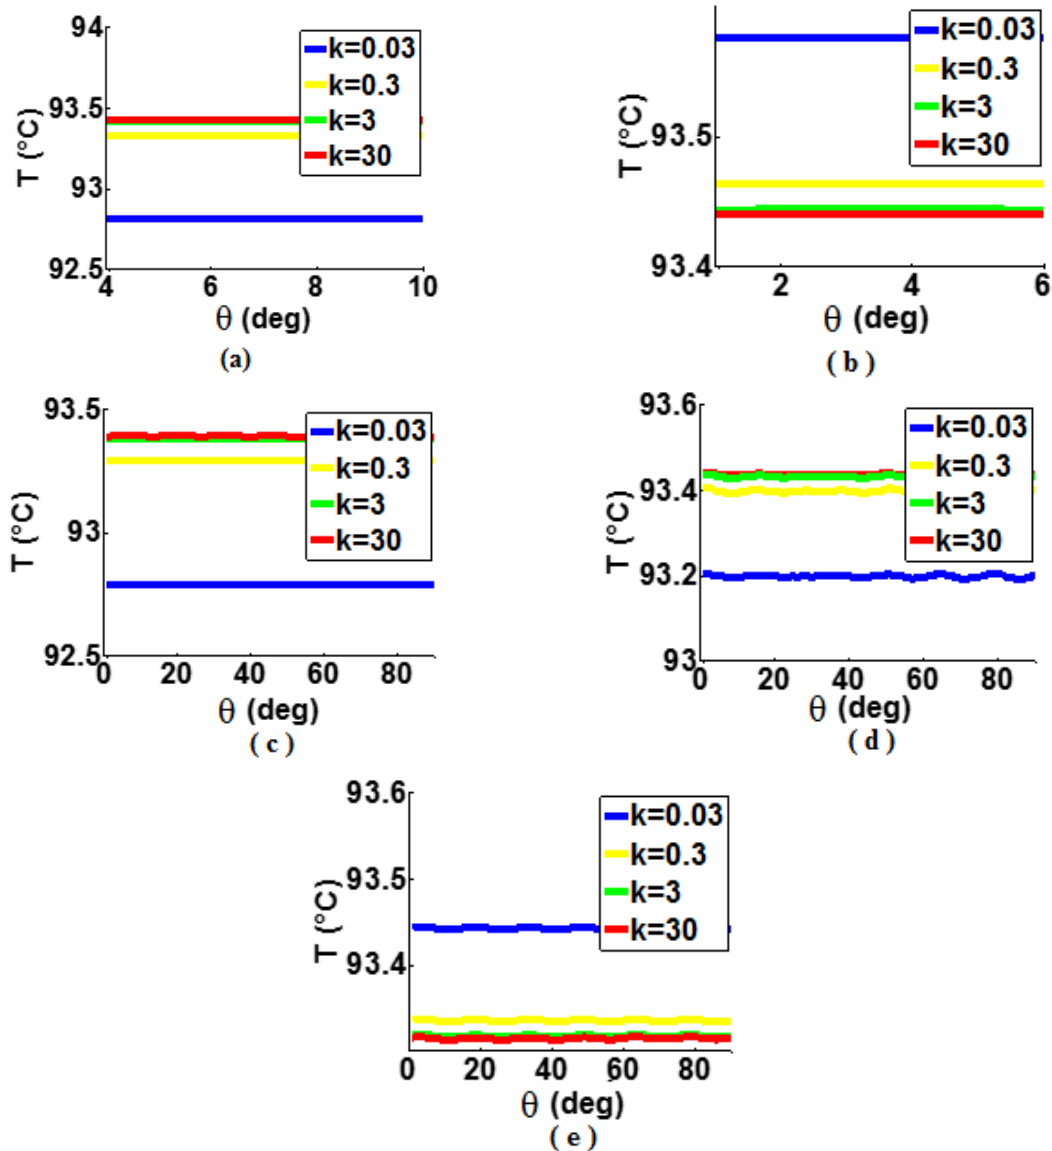 94
93.5
93
92.5
T (°C)
k=0.03
k=0.3
k=3
k=30
4 6 8 10
θ (deg)
(a)
93.5
93.4
T (°C)
k=0.03
k=0.3
k=3
k=30
2 4 6
θ (deg)
( b )
93.5
93
92.5
T (°C)
k=0.03
k=0.3
k=3
k=30
0 20 40 60 80
θ (deg)
( c )
93.6
93.4
93.2
93
T (°C)
k=0.03
k=0.3
k=3
k=30
0 20 40 60 80
θ (deg)
( d )
93.6
93.5
93.4
T (°C)
k=0.03
k=0.3
k=3
k=30
0 20 40 60 80
θ (deg)
( e )